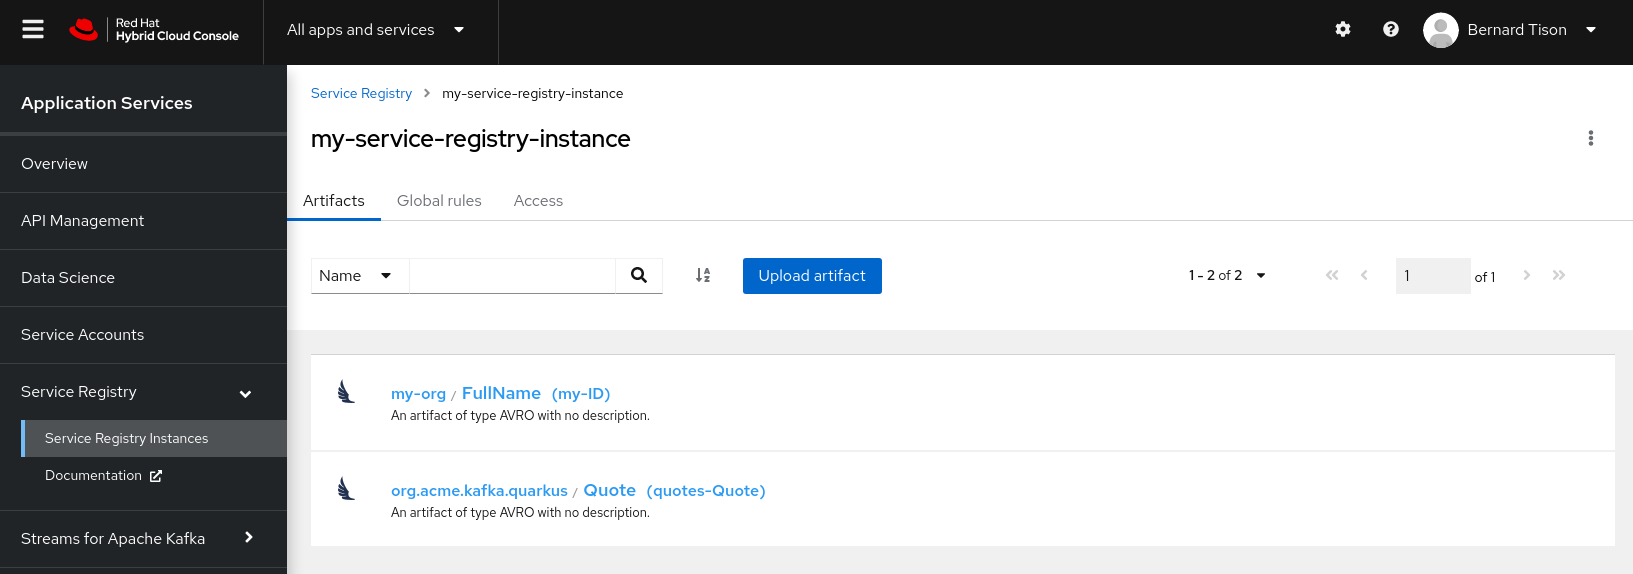 Red Hat
Hybrid Cloud Console
All apps and services
Bernard Tison
Application Services
Overview
API Management
Data Science
Service Accounts
Service Registry
Service Registry Instances
Documentation
Streams for Apache Kafka
Service Registry > my-service-registry-instance
my-service-registry-instance
Artifacts Global rules Access
Name Upload artifact 1 - 2 of 2 1 of 1
my-org / FullName (my-ID)
An artifact of type AVRO with no description.
org.acme.kafka.quarkus / Quote (quotes-Quote)
An artifact of type AVRO with no description.